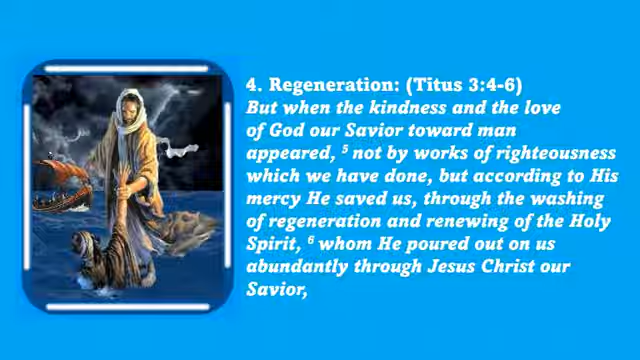 4. Regeneration: (Titus 3:4-6)
But when the kindness and the love
of God our Savior toward man
appeared, ⁵ not by works of righteousness
which we have done, but according to His
mercy He saved us, through the washing
of regeneration and renewing of the Holy
Spirit, ⁶ whom He poured out on us
abundantly through Jesus Christ our
Savior,